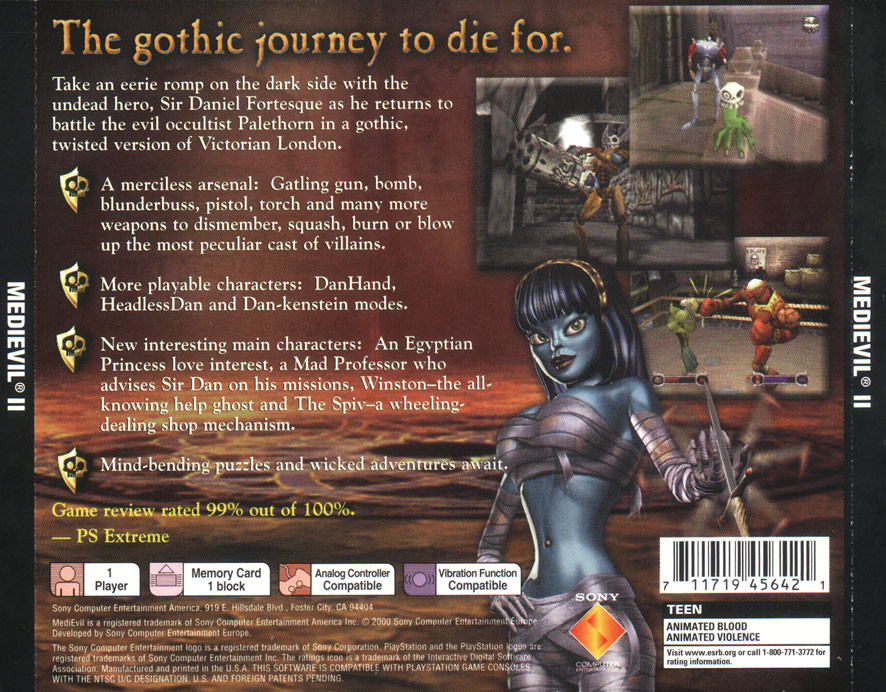 The gothic journey to die for.
Take an eerie romp on the dark side with the
undead hero, Sir Daniel Fortesque as he returns to
battle the evil occultist Palethorn in a gothic,
twisted version of Victorian London.
A merciless arsenal: Gatling gun, bomb,
blunderbuss, pistol, torch and many more
weapons to dismember, squash, burn or blow
up the most peculiar cast of villains.
More playable characters: DanHand,
HeadlessDan and Dan-kenstein modes.
New interesting main characters: An Egyptian
Princess love interest, a Mad Professor who
advises Sir Dan on his missions, Winston–the all-
knowing help ghost and The Spiv–a wheeling-
dealing shop mechanism.
Mind-bending puzzles and wicked adventures await.
Game review rated 99% out of 100%.
— PS Extreme
MEDIEVIL® II
MEDIEVIL® II
1
Player
Memory Card
1 block
Analog Controller
Compatible
Vibration Function
Compatible
Sony Computer Entertainment America, 919 E. Hillsdale Blvd., Foster City, CA 94404
MediEvil is a registered trademark of Sony Computer Entertainment America Inc. © 2000 Sony Computer Entertainment Europe.
Developed by Sony Computer Entertainment Europe.
The Sony Computer Entertainment logo is a registered trademark of Sony Corporation. PlayStation and the PlayStation logos are
registered trademarks of Sony Computer Entertainment Inc. The ratings icon is a trademark of the Interactive Digital Software
Association. Manufactured and printed in the U.S.A. THIS SOFTWARE IS COMPATIBLE WITH PLAYSTATION GAME CONSOLES
WITH THE NTSC U/C DESIGNATION. U.S. AND FOREIGN PATENTS PENDING.
SONY
COMPUTER
ENTERTAINMENT
7 11719 45642 1
TEEN
ANIMATED BLOOD
ANIMATED VIOLENCE
Visit www.esrb.org or call 1-800-771-3772 for
rating information.